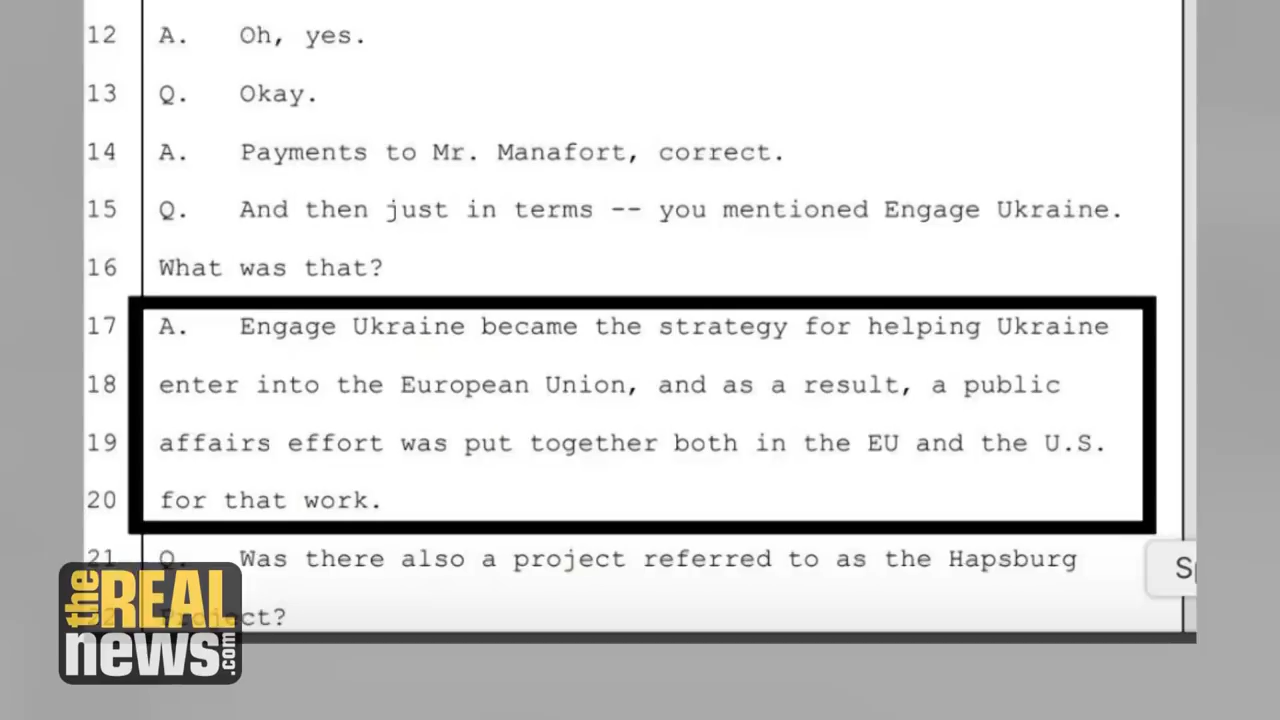 12 A. Oh, yes.
13 Q. Okay.
14 A. Payments to Mr. Manafort, correct.
15 Q. And then just in terms -- you mentioned Engage Ukraine.
16 What was that?
17 A. Engage Ukraine became the strategy for helping Ukraine
18 enter into the European Union, and as a result, a public
19 affairs effort was put together both in the EU and the U.S.
20 for that work.
21 Q. Was there also a project referred to as the Hapsburg
Project?
the REAL
news.com